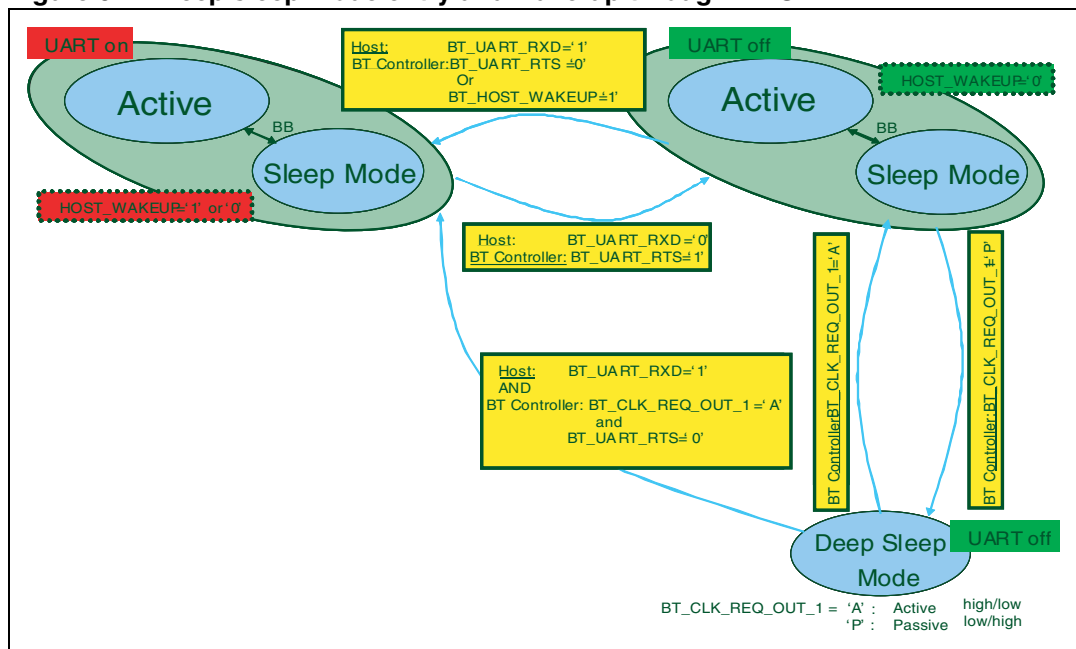 UART on
Active
BB
Sleep Mode
HOST_WAKEUP='1' or '0'
Host: BT_UART_RXD='1'
BT Controller:BT_UART_RTS='0'
Or
BT_HOST_WAKEUP='1'
UART off
Active
HOST_WAKEUP='0'
BB
Sleep Mode
Host: BT_UART_RXD='0'
BT Controller: BT_UART_RTS='1'
Host: BT_UART_RXD='1'
AND
BT Controller: BT_CLK_REQ_OUT_1='A'
and
BT_UART_RTS='0'
BT ControllerBT_CLK_REQ_OUT_1='A'
BT Controller:BT_CLK_REQ_OUT_1='P'
Deep Sleep
Mode
UART off
BT_CLK_REQ_OUT_1 = 'A' : Active high/low
'P' : Passive low/high